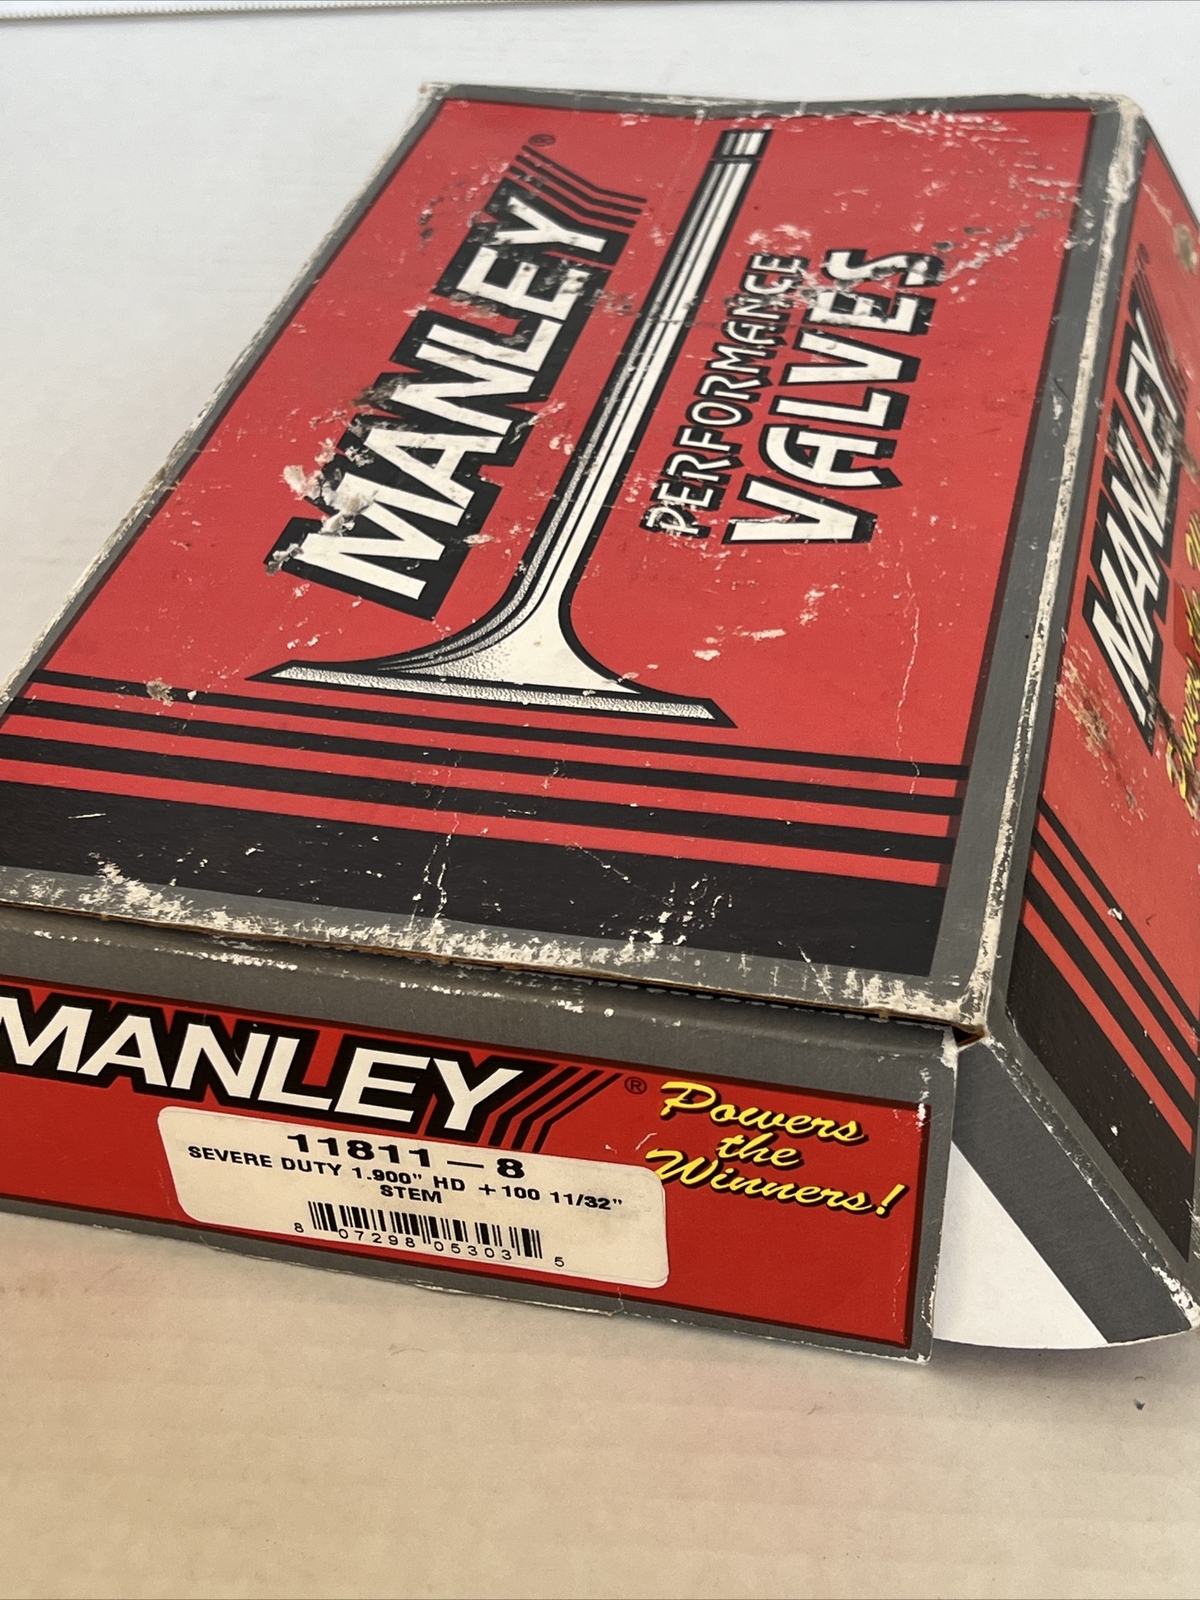 MANLEY®
PERFORMANCE
VALVES
MANLEY
MANLEY®
Powers
the
Winners!
11811-8
SEVERE DUTY 1.900" HD +100 11/32"
STEM
8 07298 05303 5